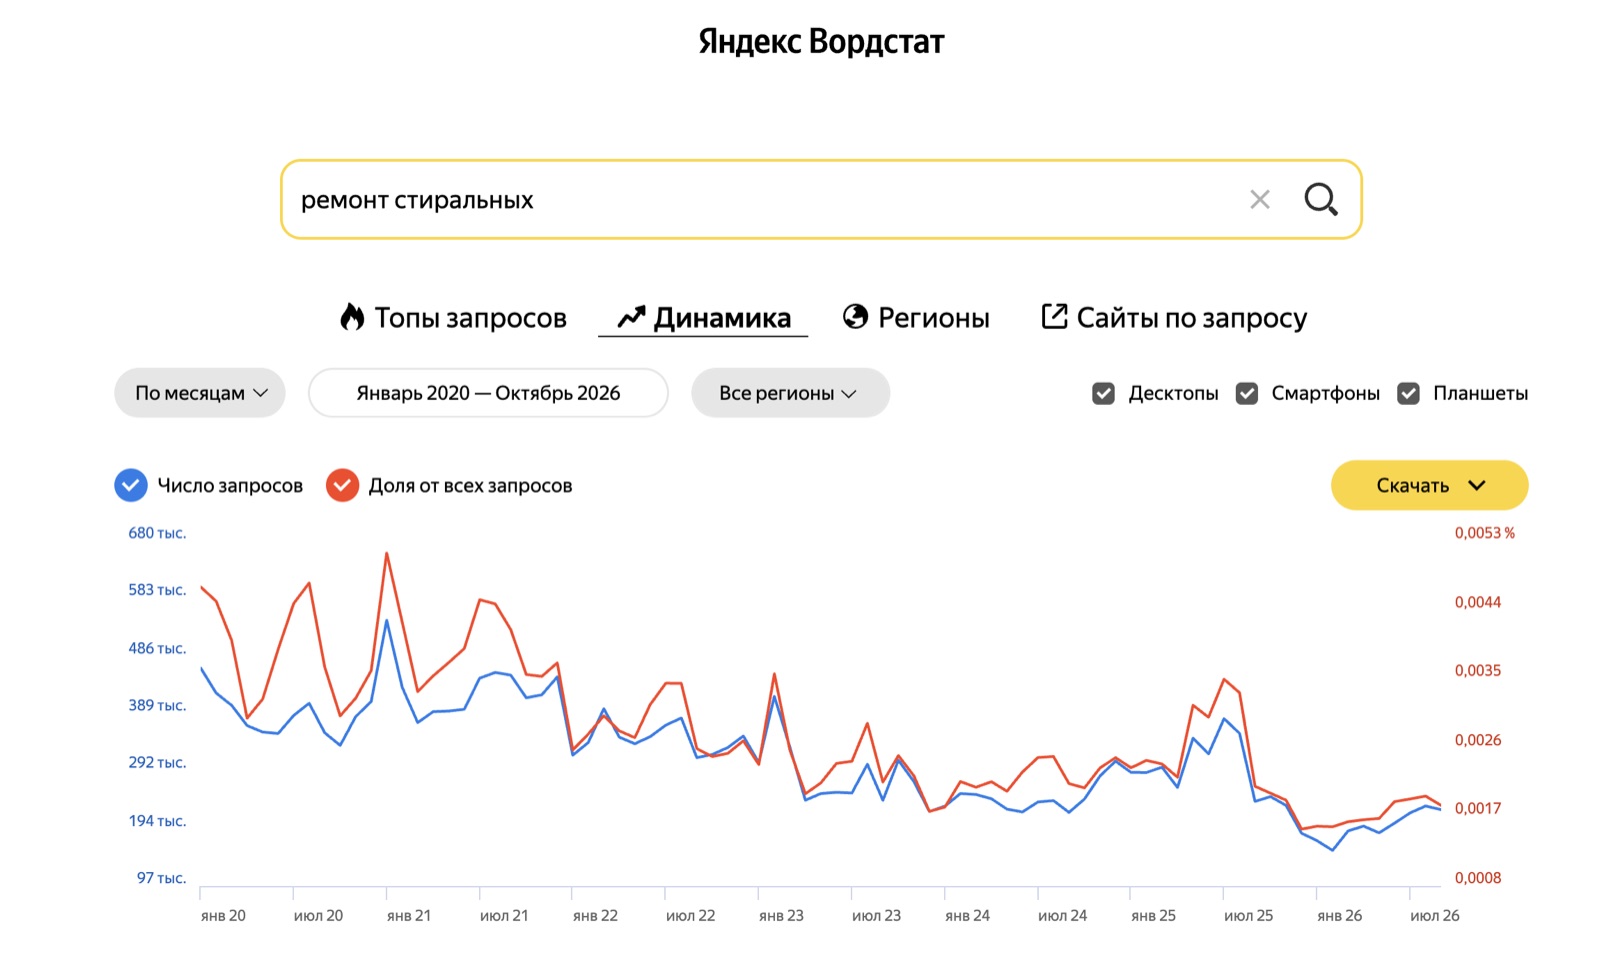 Яндекс Вордстат
ремонт стиральных
Топы запросов Динамика Регионы Сайты по запросу
По месяцам Январь 2020 — Октябрь 2026 Все регионы Десктопы Смартфоны Планшеты
Число запросов Доля от всех запросов Скачать
680 тыс. 0,0053 %
583 тыс. 0,0044
486 тыс. 0,0035
389 тыс. 0,0026
292 тыс. 0,0017
194 тыс. 0,0008
97 тыс.
янв 20 июл 20 янв 21 июл 21 янв 22 июл 22 янв 23 июл 23 янв 24 июл 24 янв 25 июл 25 янв 26 июл 26